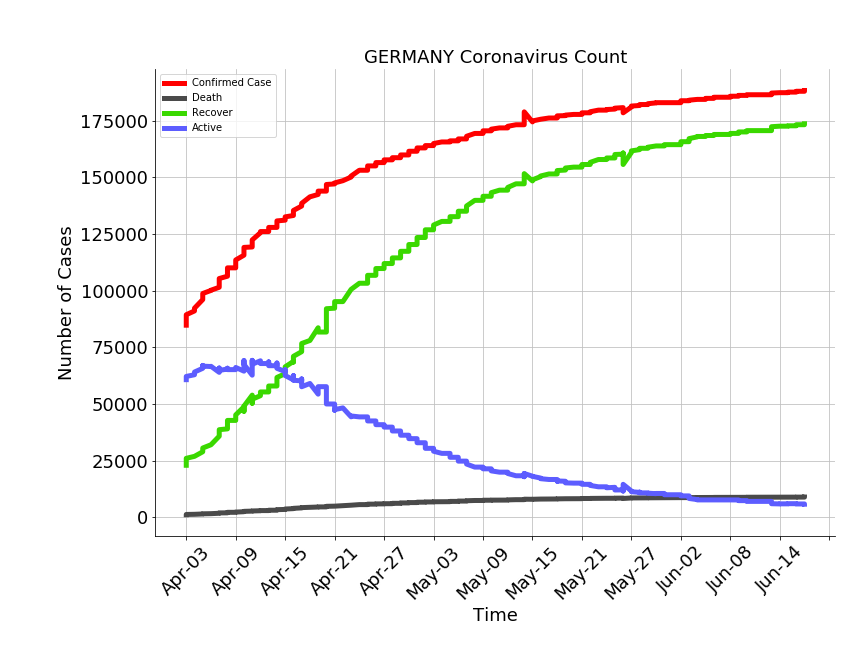 GERMANY Coronavirus Count
Confirmed Case
Death
Recover
Active
Number of Cases
175000
150000
125000
100000
75000
50000
25000
0
Apr-03
Apr-09
Apr-15
Apr-21
Apr-27
May-03
May-09
May-15
May-21
May-27
Jun-02
Jun-08
Jun-14
Time